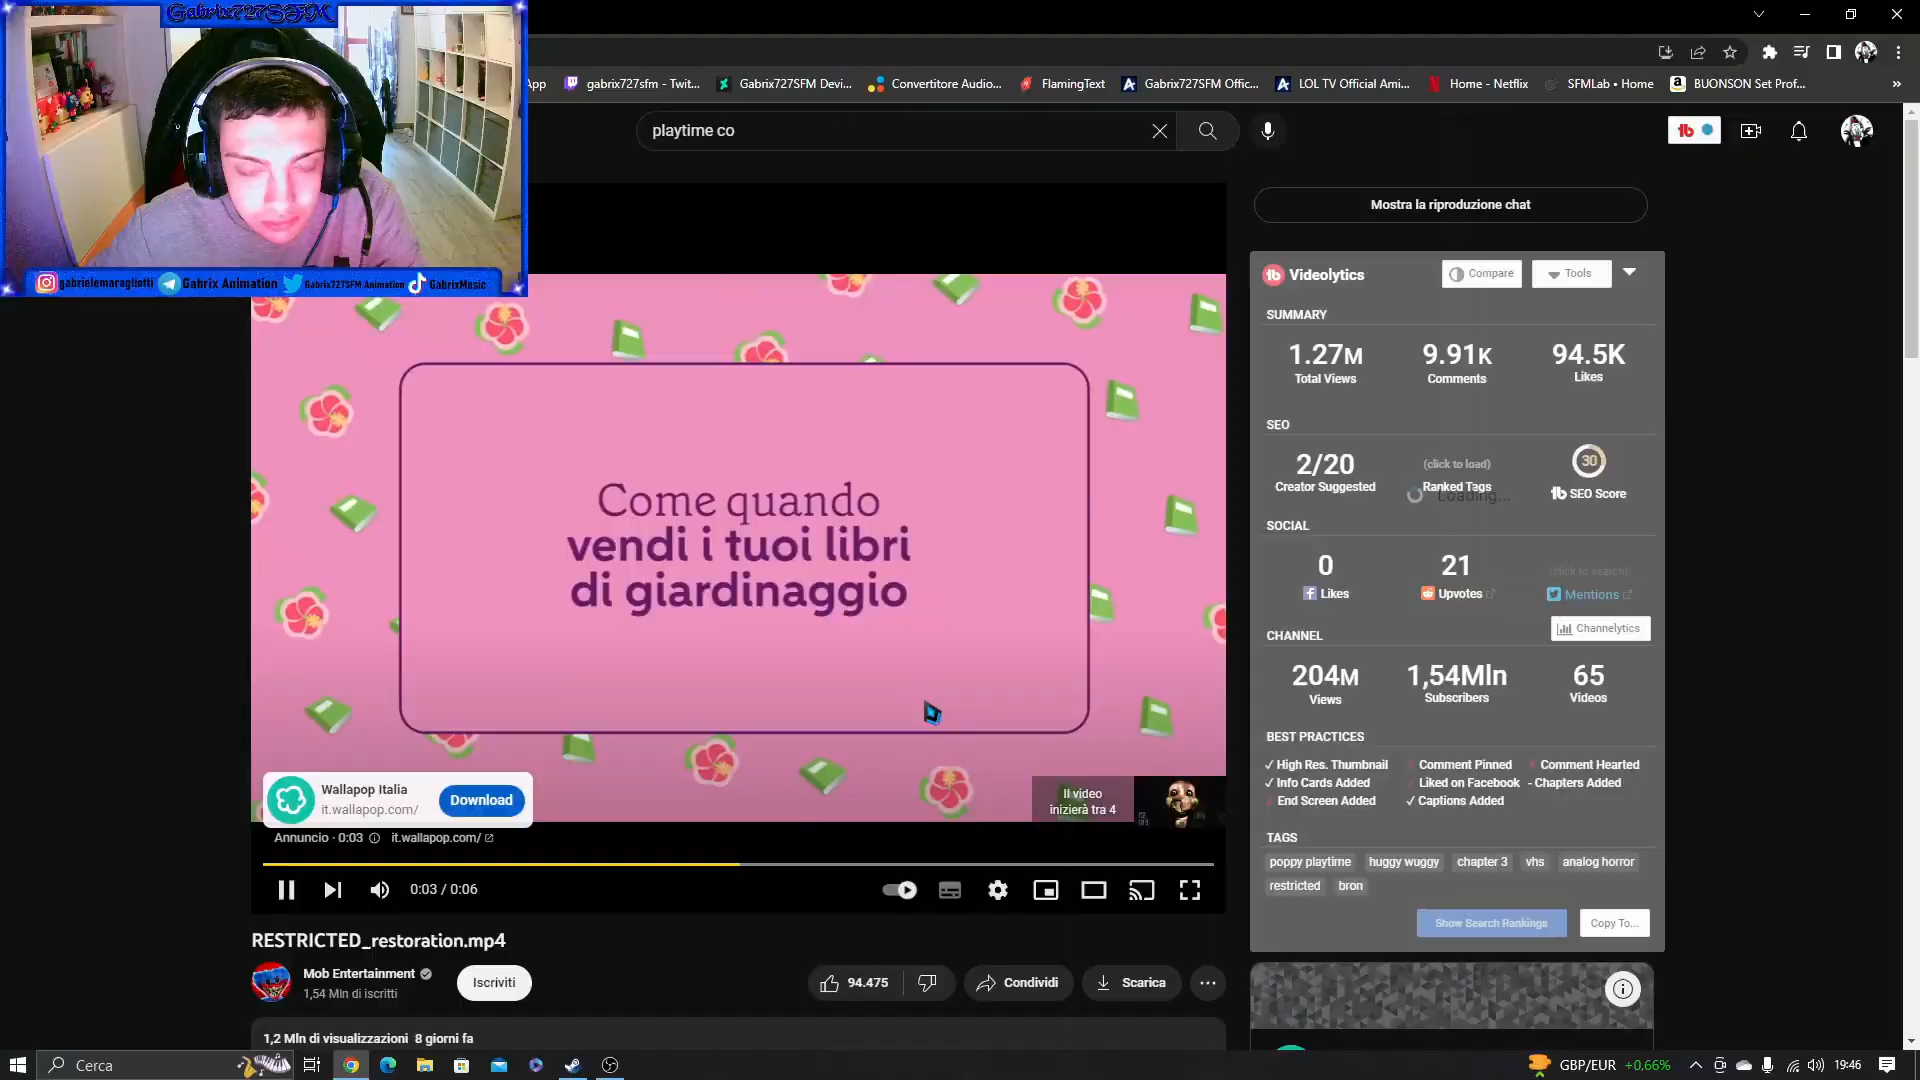 Gabrix727SFM
gabrielemaragliotti
Gabrix Animation
Gabrix727SFM Animation
GabrixMusic
App
gabrix727sfm - Twit...
Gabrix727SFM Devi...
Convertitore Audio...
FlamingText
Gabrix727SFM Offic...
LOL TV Official Ami...
Home - Netflix
SFMLab • Home
BUONSON Set Prof...
»
playtime co
Mostra la riproduzione chat
Come quando
vendi i tuoi libri
di giardinaggio
Wallapop Italia
it.wallapop.com/
Download
Il video
inizierà tra 4
Annuncio · 0:03
it.wallapop.com/
0:03 / 0:06
RESTRICTED_restoration.mp4
Mob Entertainment
1,54 Mln di iscritti
Iscriviti
94.475
Condividi
Scarica
1,2 Mln di visualizzazioni 8 giorni fa
tb Videolytics
Compare
Tools
SUMMARY
1.27M 9.91K 94.5K
Total Views Comments Likes
SEO
2/20 (click to load) 30
Creator Suggested Ranked Tags tb SEO Score
Loading...
SOCIAL
0 21 (click to search)
Likes Upvotes Mentions
Channelytics
CHANNEL
204M 1,54Mln 65
Views Subscribers Videos
BEST PRACTICES
✓ High Res. Thumbnail Comment Pinned Comment Hearted
✓ Info Cards Added Liked on Facebook - Chapters Added
End Screen Added ✓ Captions Added
TAGS
poppy playtime huggy wuggy chapter 3 vhs analog horror
restricted bron
Show Search Rankings
Copy To...
Cerca
GBP/EUR +0,66%
19:46